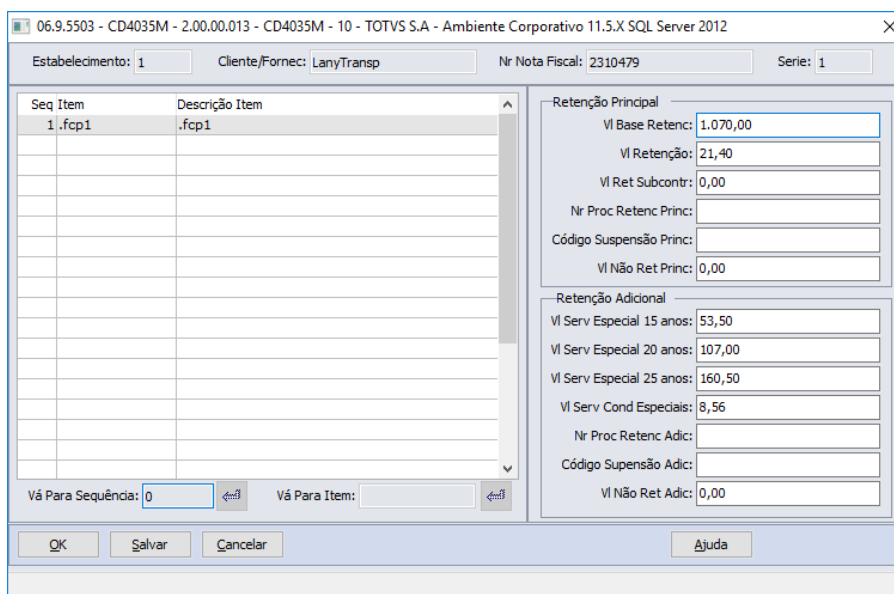 06.9.5503 - CD4035M - 2.00.00.013 - CD4035M - 10 - TOTVS S.A - Ambiente Corporativo 11.5.X SQL Server 2012
Estabelecimento: 1 Cliente/Fornec: LanyTransp Nr Nota Fiscal: 2310479 Serie: 1
Seq Item Descrição Item
1 .fcp1 .fcp1
Vá Para Sequência: 0 Vá Para Item:
Retenção Principal
Vl Base Retenc: 1.070,00
Vl Retenção: 21,40
Vl Ret Subcontr: 0,00
Nr Proc Retenc Princ:
Código Suspensão Princ:
Vl Não Ret Princ: 0,00
Retenção Adicional
Vl Serv Especial 15 anos: 53,50
Vl Serv Especial 20 anos: 107,00
Vl Serv Especial 25 anos: 160,50
Vl Serv Cond Especiais: 8,56
Nr Proc Retenc Adic:
Código Supensão Adic:
Vl Não Ret Adic: 0,00
OK Salvar Cancelar Ajuda